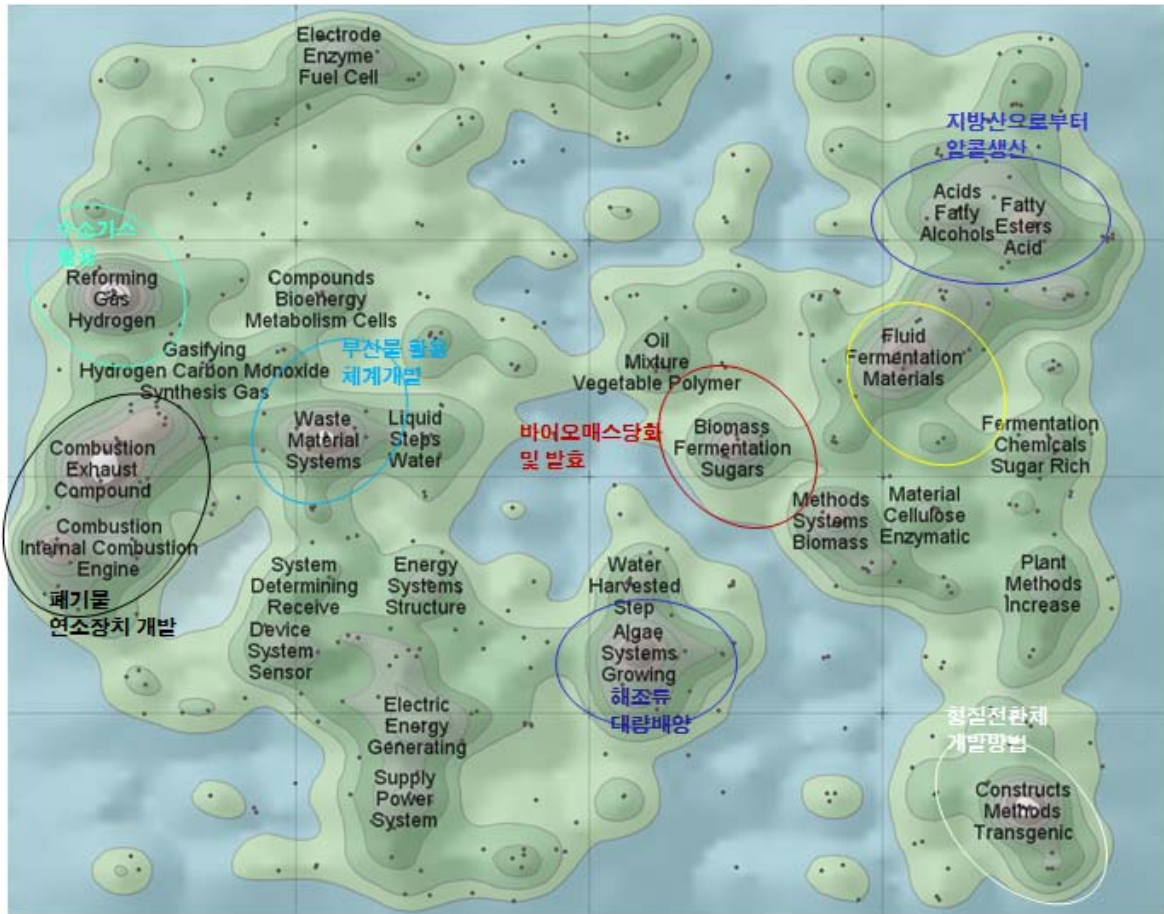 Electrode
Enzyme
Fuel Cell
지방산으로부터
알콜생산
Acids
Fatty
Alcohols
Fatty
Esters
Acid
수소가스
활용
Reforming
Gas
Hydrogen
Compounds
Bioenergy
Metabolism Cells
Gasifying
Hydrogen Carbon Monoxide
Synthesis Gas
부산물 활용
체계개발
Oil
Mixture
Vegetable Polymer
Fluid
Fermentation
Materials
Waste
Material
Systems
Liquid
Steps
Water
바이오매스당화
및 발효
Biomass
Fermentation
Sugars
Fermentation
Chemicals
Sugar Rich
Combustion
Exhaust
Compound
Combustion
Internal Combustion
Engine
폐기물
연소장치 개발
Methods
Systems
Biomass
Material
Cellulose
Enzymatic
System
Determining
Receive
Energy
Systems
Structure
Water
Harvested
Step
Plant
Methods
Increase
Device
System
Sensor
Algae
Systems
Growing
해조류
대량배양
Electric
Energy
Generating
형질전환체
개발방법
Supply
Power
System
Constructs
Methods
Transgenic